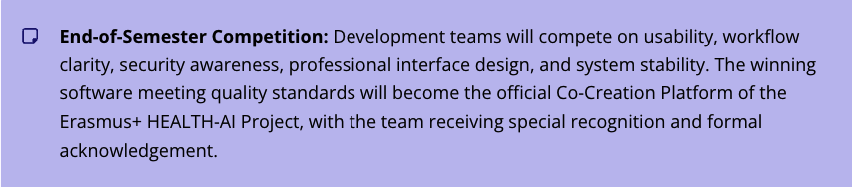 End-of-Semester Competition: Development teams will compete on usability, workflow
clarity, security awareness, professional interface design, and system stability. The winning
software meeting quality standards will become the official Co-Creation Platform of the
Erasmus+ HEALTH-AI Project, with the team receiving special recognition and formal
acknowledgement.